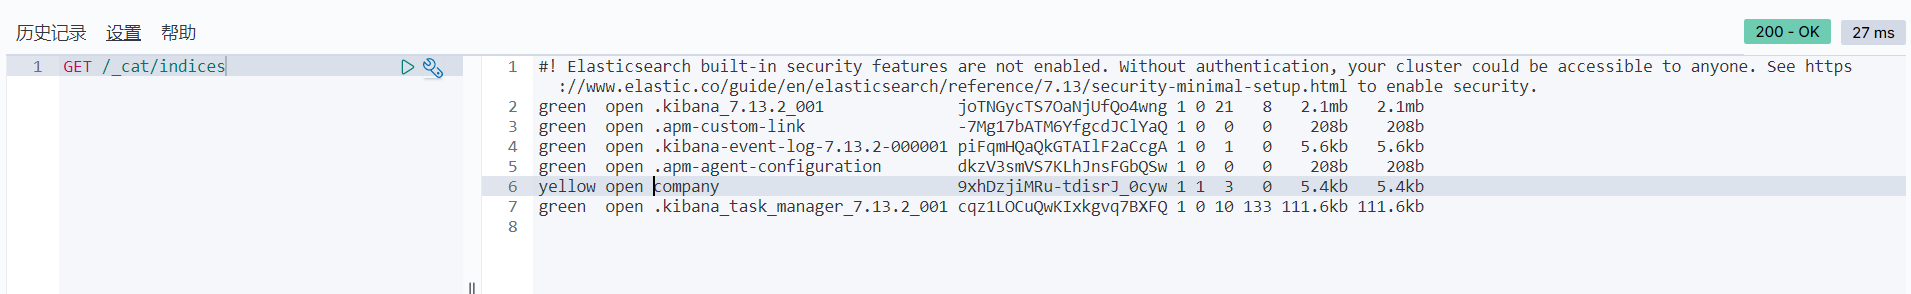 历史记录 设置 帮助
200 - OK
27 ms
1 GET /_cat/indices
1 #! Elasticsearch built-in security features are not enabled. Without authentication, your cluster could be accessible to anyone. See https
://www.elastic.co/guide/en/elasticsearch/reference/7.13/security-minimal-setup.html to enable security.
2 green open .kibana_7.13.2_001 joTNGycTS7OaNjUfQo4wng 1 0 21 8 2.1mb 2.1mb
3 green open .apm-custom-link -7Mg17bATM6YfgcdJClYaQ 1 0 0 0 208b 208b
4 green open .kibana-event-log-7.13.2-000001 piFqmHQaQkGTAIlF2aCcgA 1 0 1 0 5.6kb 5.6kb
5 green open .apm-agent-configuration dkzV3smVS7KLhJnsFGbQSw 1 0 0 0 208b 208b
6 yellow open company 9xhDzjiMRu-tdisrJ_0cyw 1 1 3 0 5.4kb 5.4kb
7 green open .kibana_task_manager_7.13.2_001 cqz1LOCuQwKIxkgvq7BXFQ 1 0 10 133 111.6kb 111.6kb
8